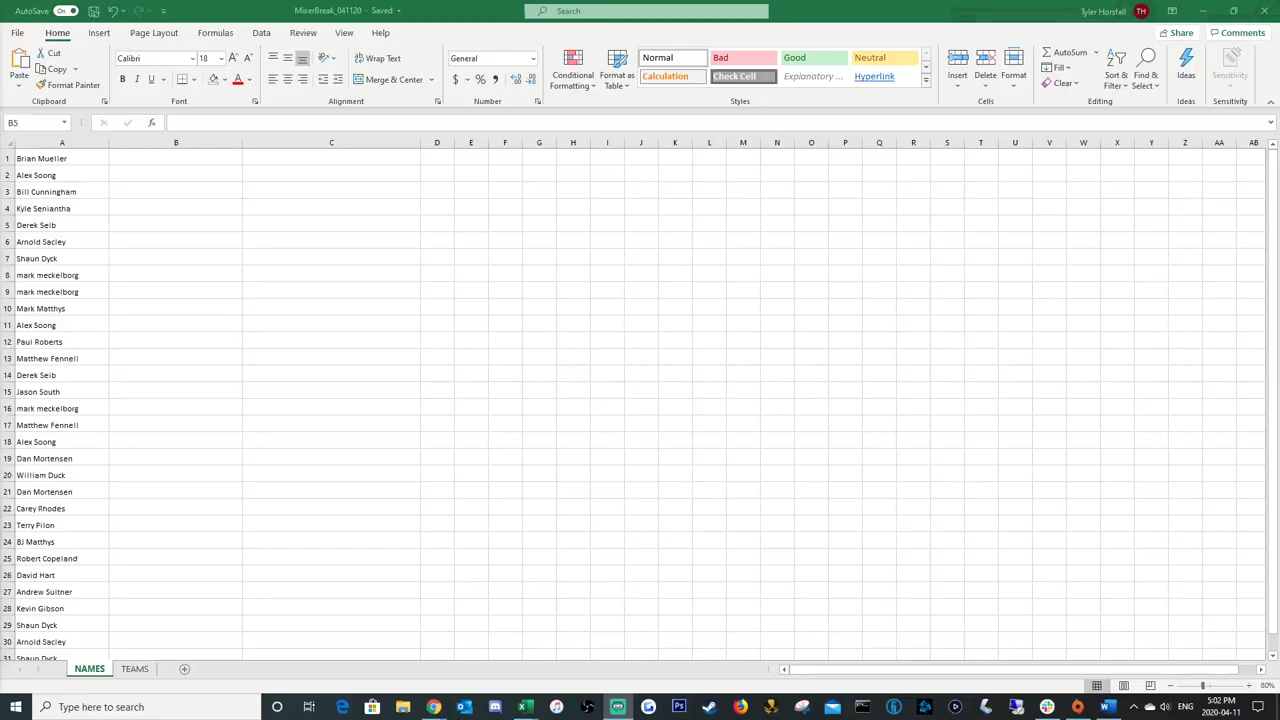 AutoSave On MixerBreak_041120 - Saved Search Tyler Horsfall TH
File Home Insert Page Layout Formulas Data Review View Help Share Comments
Cut Calibri 18 Wrap Text General Normal Bad Good Neutral AutoSum
Paste Copy Conditional Format as Insert Delete Format Fill Sort & Find & Ideas Sensitivity
Format Painter Merge & Center Formatting Table Calculation Check Cell Explanatory ... Hyperlink Clear Filter Select
Clipboard Font Alignment Number Styles Cells Editing Ideas Sensitivity
B5 fx
A B C D E F G H I J K L M N O P Q R S T U V W X Y Z AA AB
1 Brian Mueller
2 Alex Soong
3 Bill Cunningham
4 Kyle Seniantha
5 Derek Seib
6 Arnold Sacley
7 Shaun Dyck
8 mark meckelborg
9 mark meckelborg
10 Mark Matthys
11 Alex Soong
12 Paul Roberts
13 Matthew Fennell
14 Derek Seib
15 Jason South
16 mark meckelborg
17 Matthew Fennell
18 Alex Soong
19 Dan Mortensen
20 William Duck
21 Dan Mortensen
22 Carey Rhodes
23 Terry Pilon
24 BJ Matthys
25 Robert Copeland
26 David Hart
27 Andrew Suitner
28 Kevin Gibson
29 Shaun Dyck
30 Arnold Sacley
31 Shaun Dyck
NAMES TEAMS
80%
Type here to search 5:02 PM
2020-04-11